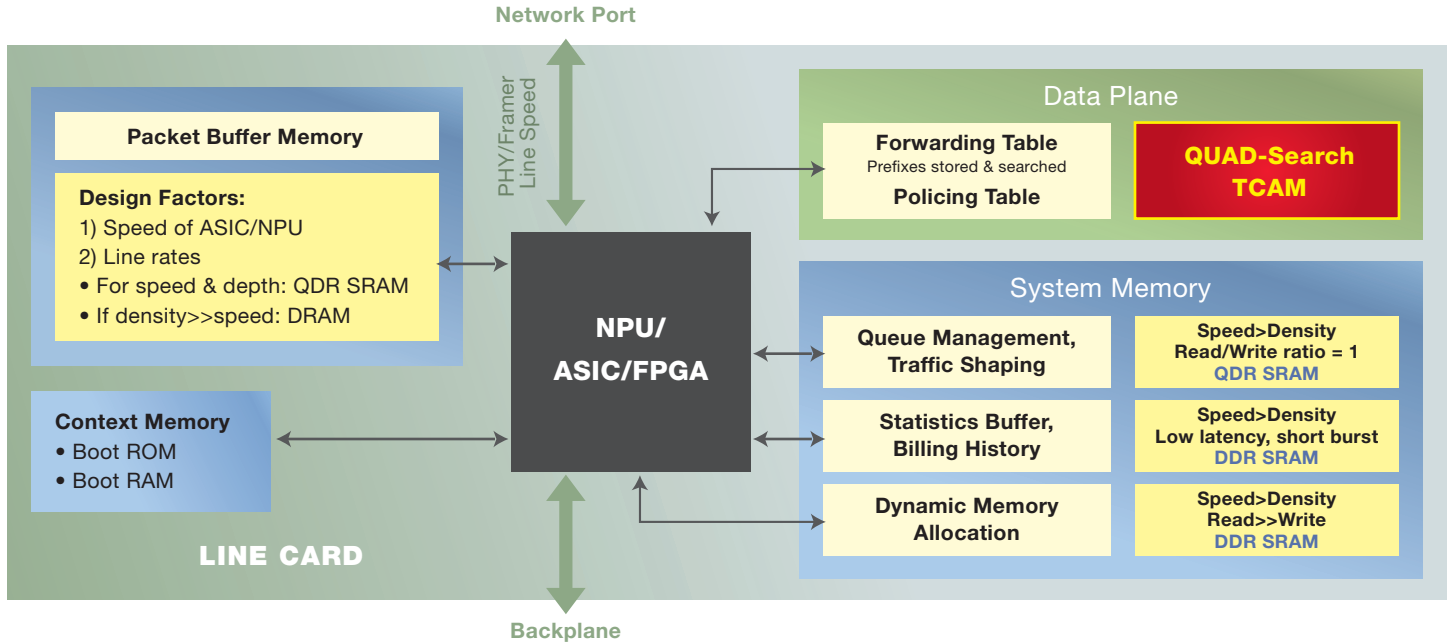 Network Port
PHY/Framer
Line Speed
Packet Buffer Memory
Design Factors:
1) Speed of ASIC/NPU
2) Line rates
• For speed & depth: QDR SRAM
• If density>>speed: DRAM
Context Memory
• Boot ROM
• Boot RAM
LINE CARD
NPU/
ASIC/FPGA
Data Plane
Forwarding Table
Prefixes stored & searched
Policing Table
QUAD-Search
TCAM
System Memory
Queue Management,
Traffic Shaping
Speed>Density
Read/Write ratio = 1
QDR SRAM
Statistics Buffer,
Billing History
Speed>Density
Low latency, short burst
DDR SRAM
Dynamic Memory
Allocation
Speed>Density
Read>>Write
DDR SRAM
Backplane